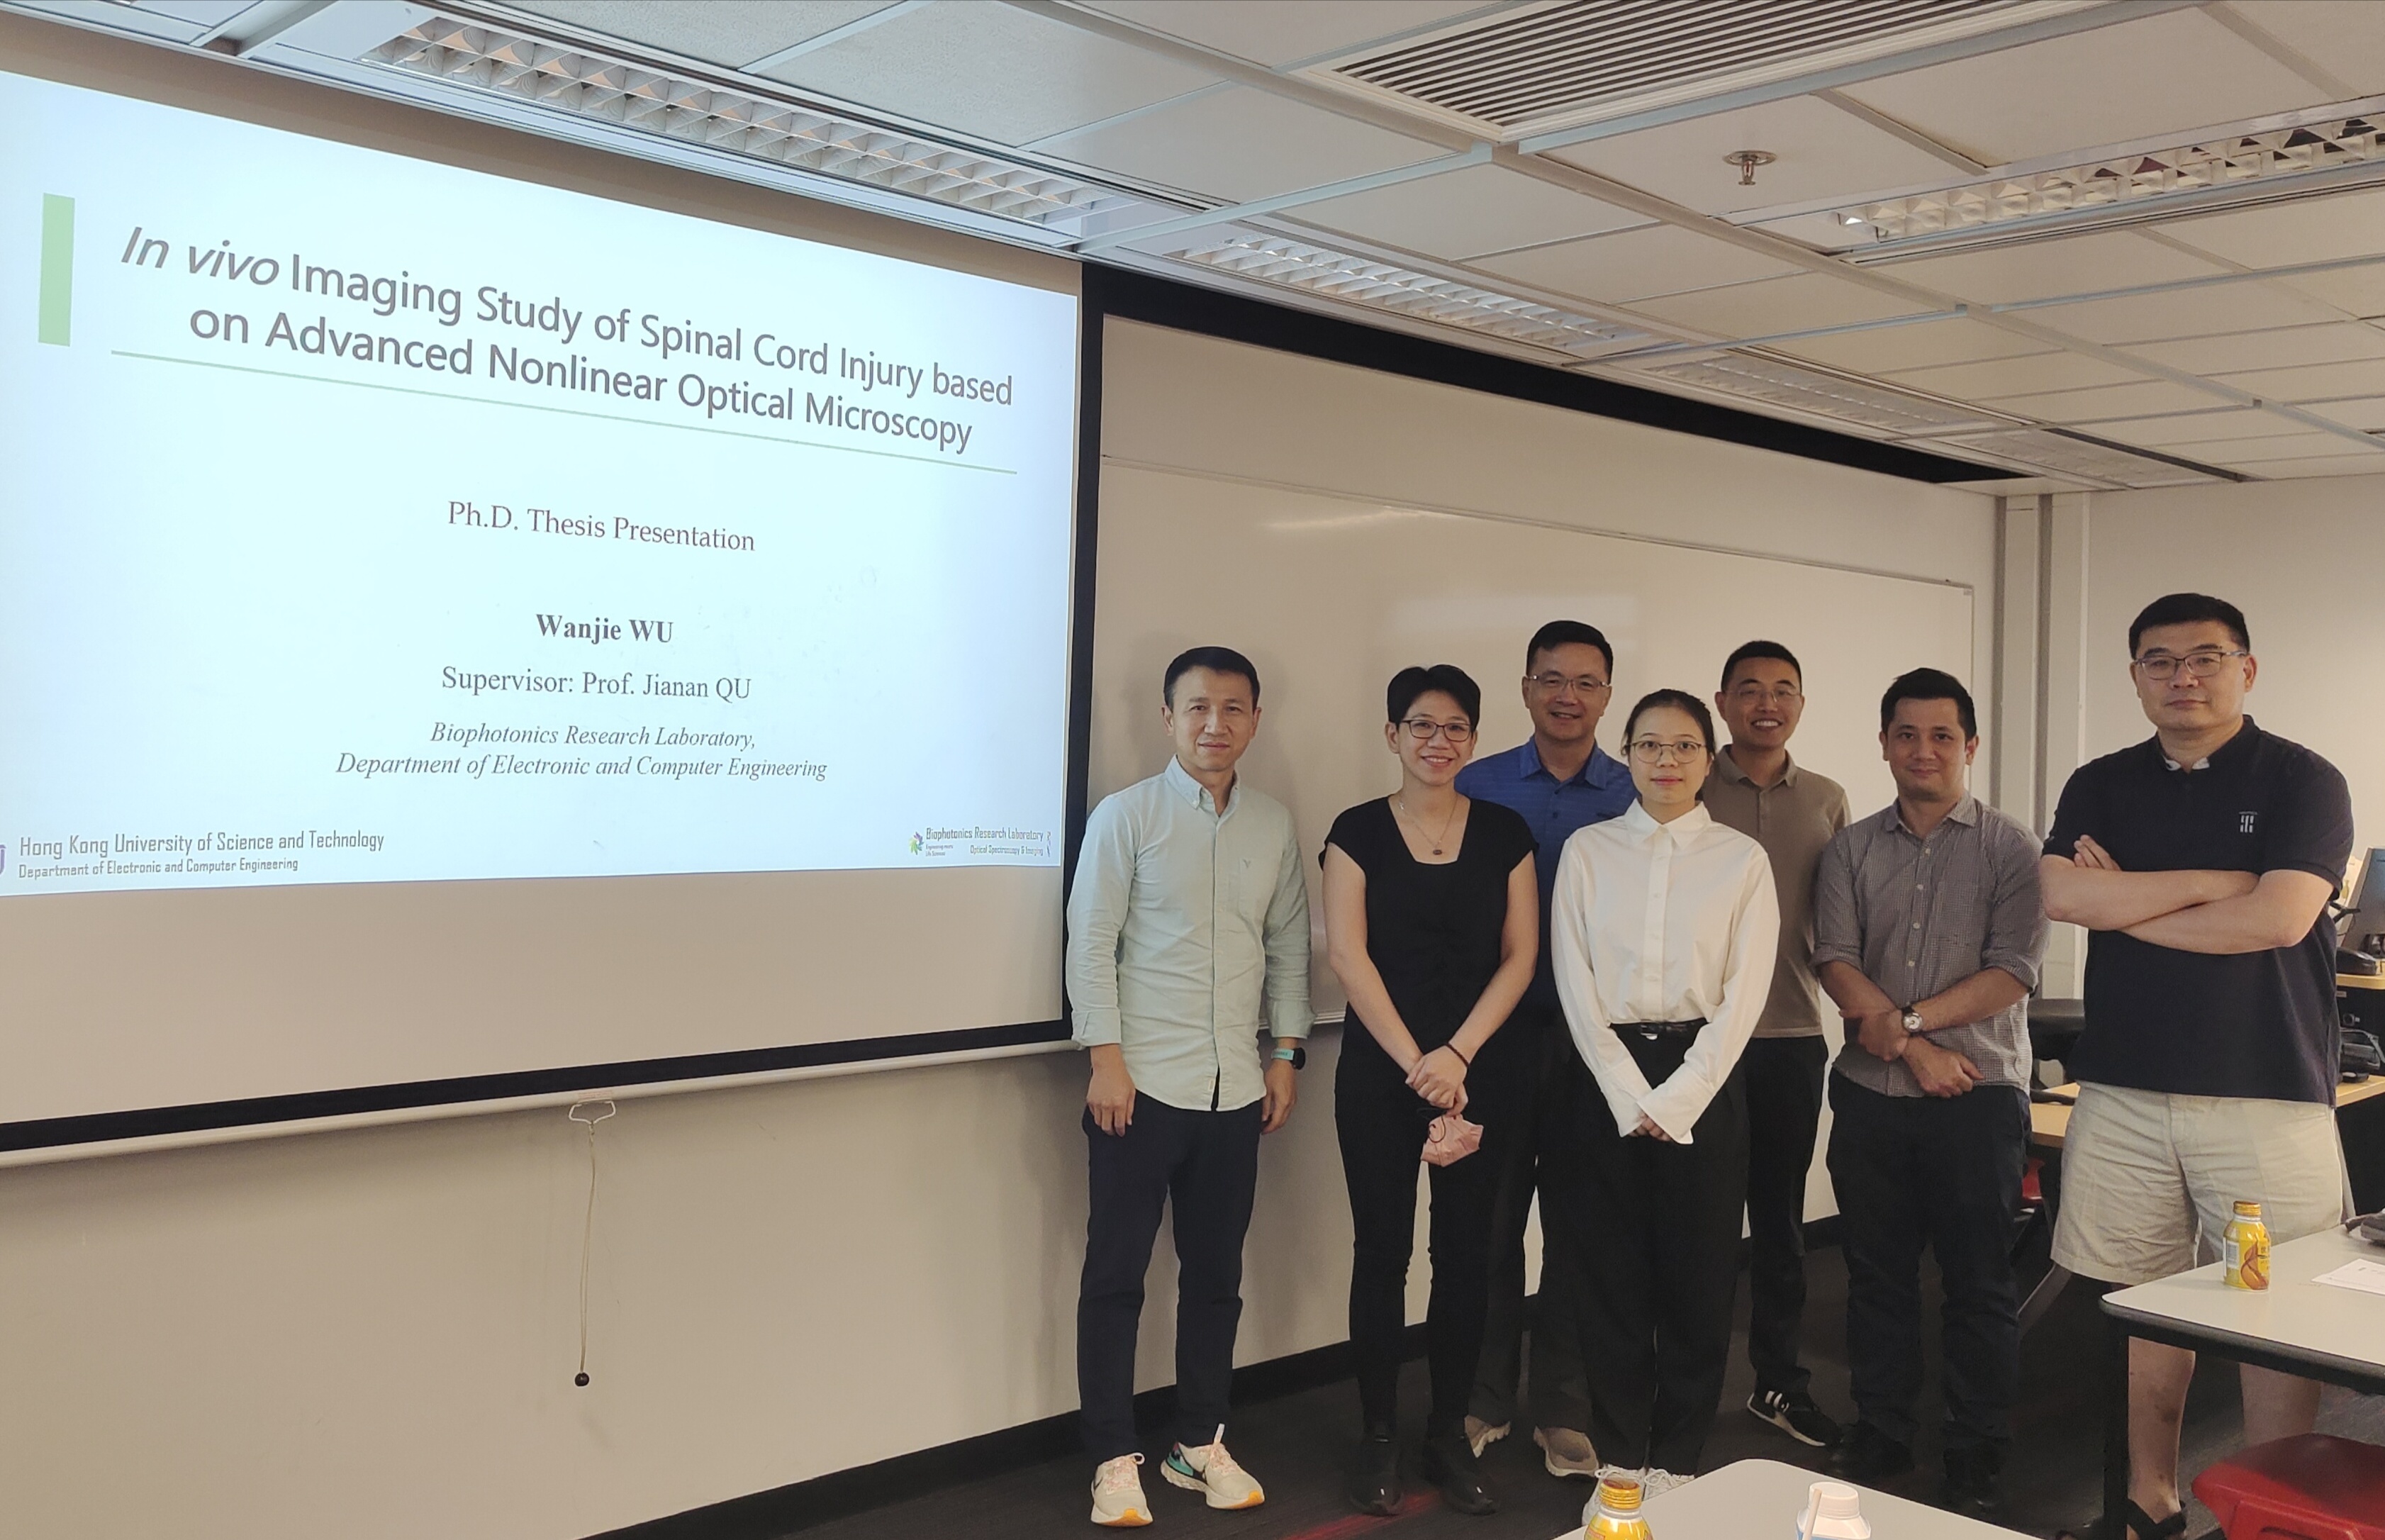 In vivo Imaging Study of Spinal Cord Injury based
on Advanced Nonlinear Optical Microscopy
Ph.D. Thesis Presentation
Wanjie WU
Supervisor: Prof. Jianan QU
Biophotonics Research Laboratory,
Department of Electronic and Computer Engineering
Hong Kong University of Science and Technology
Department of Electronic and Computer Engineering
Biophotonics Research Laboratory
Optical Spectroscopy & Imaging